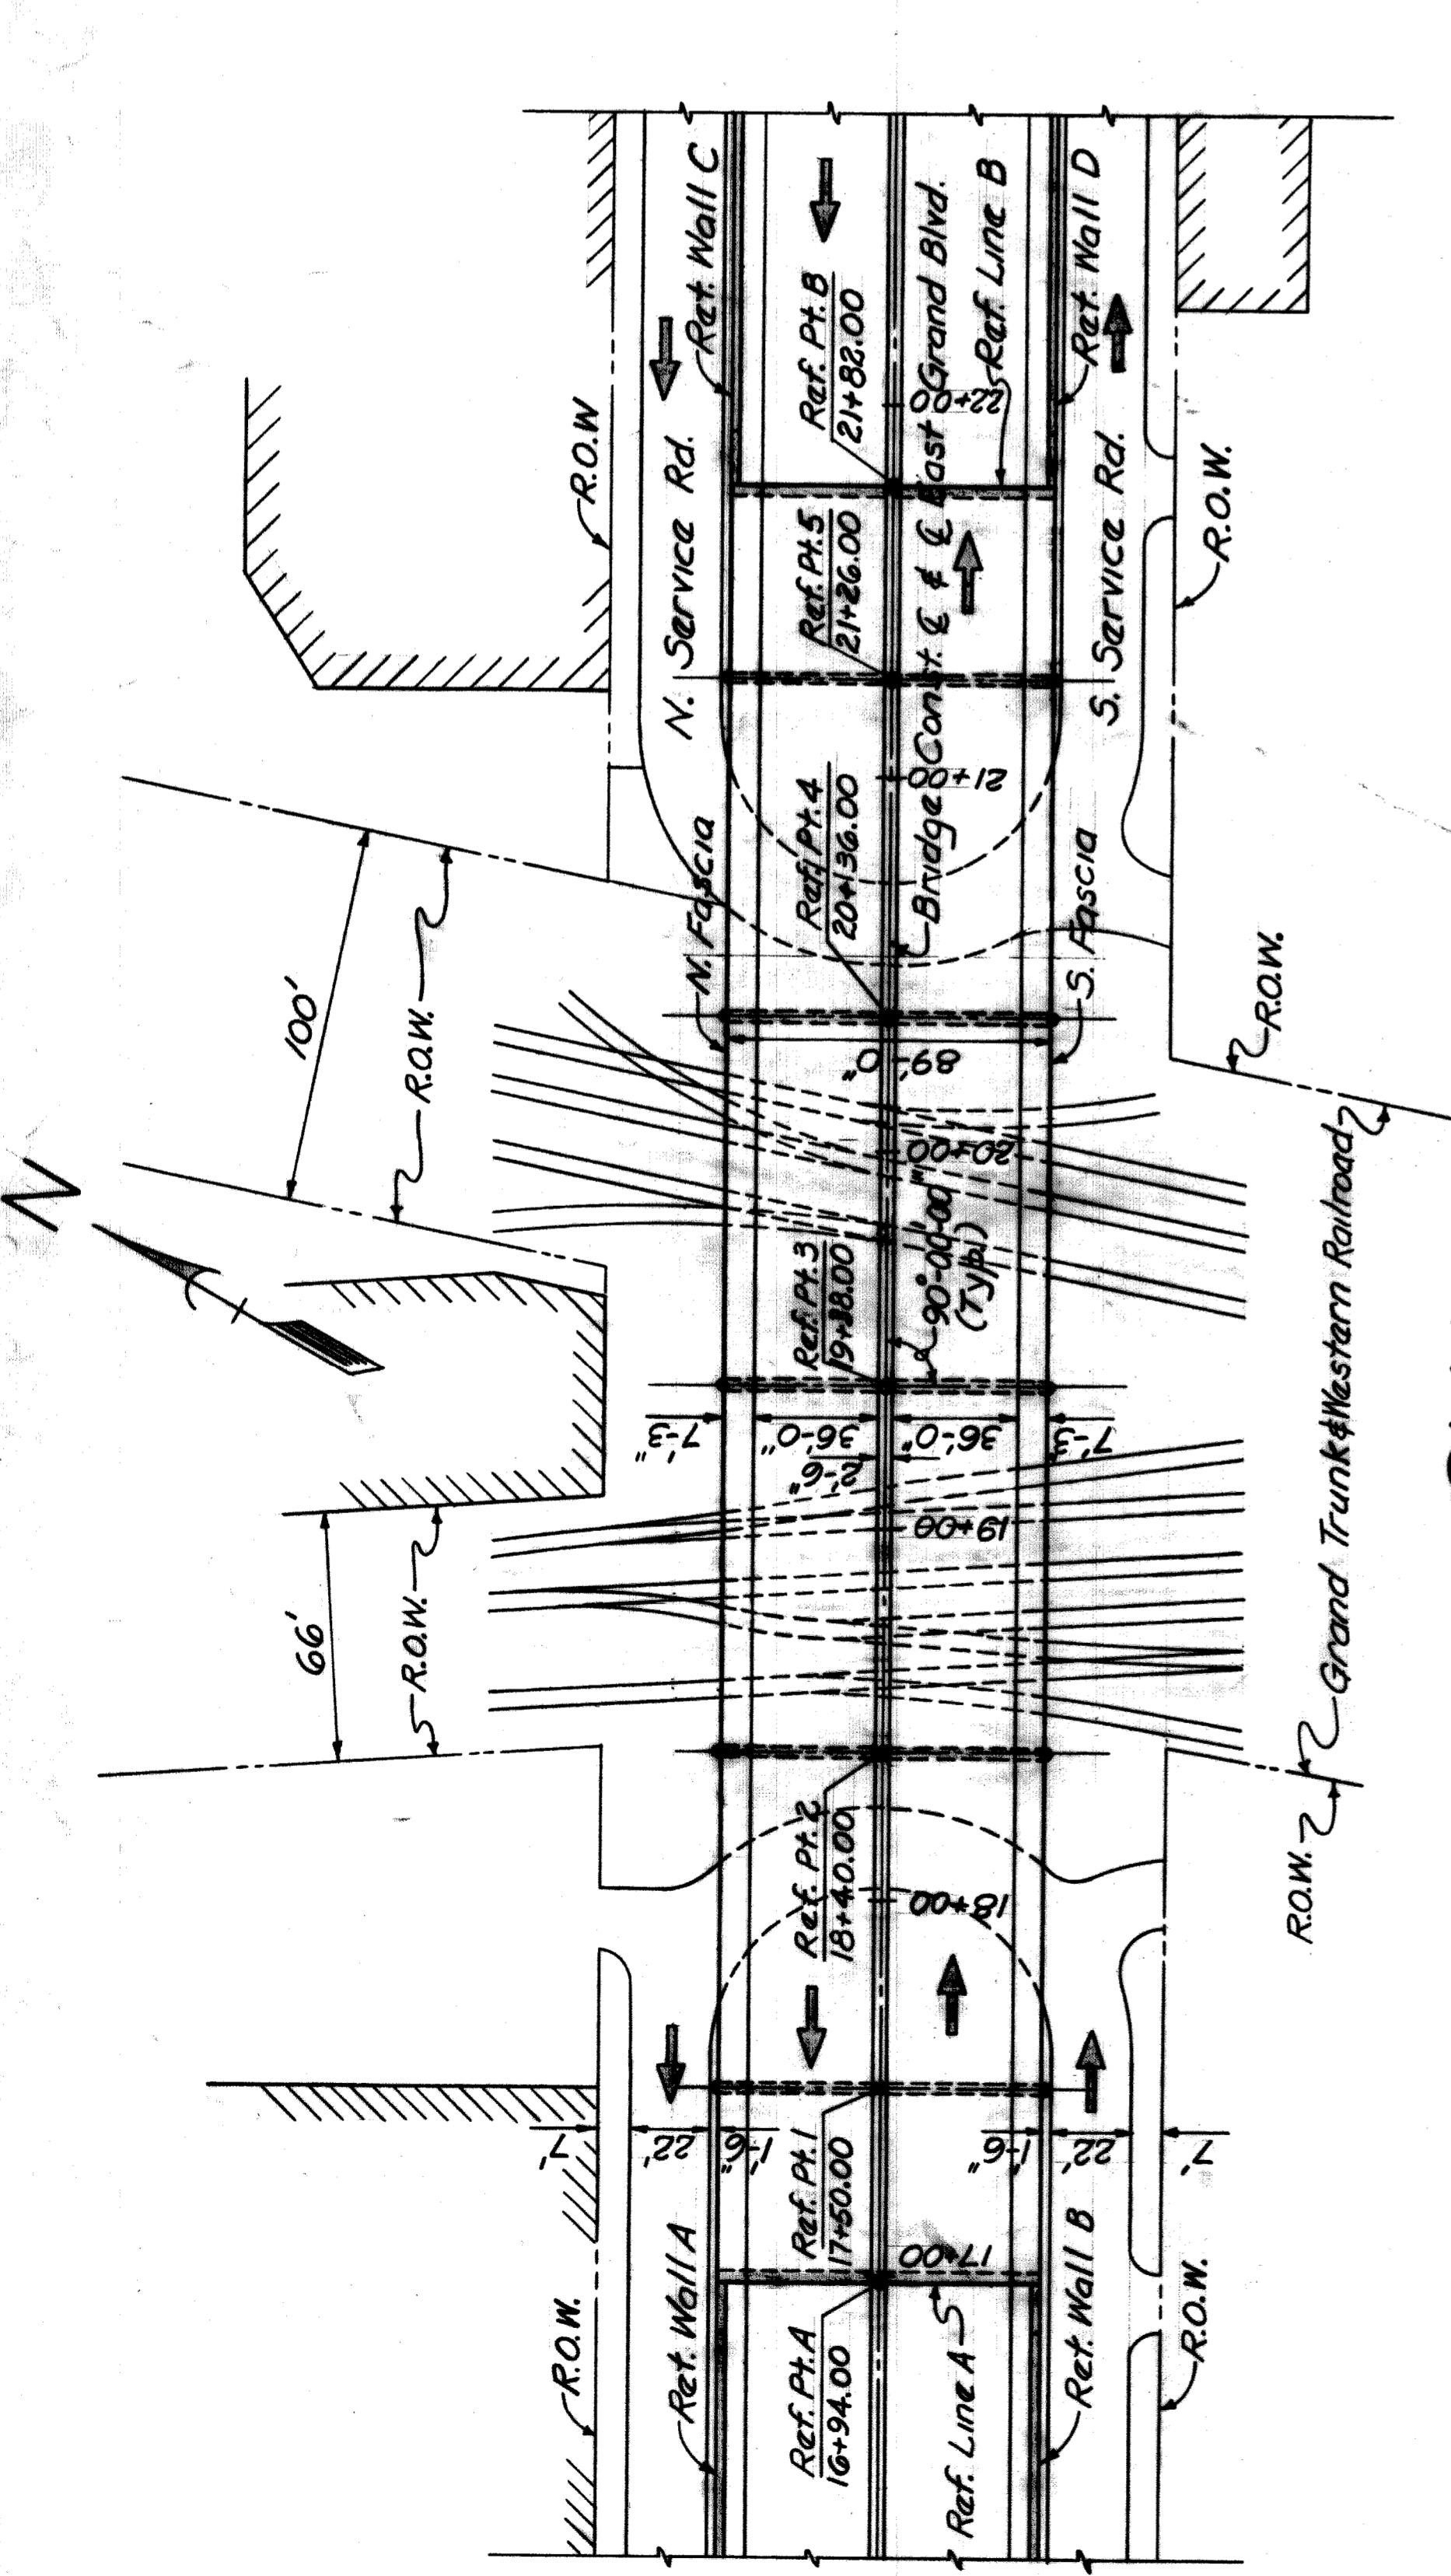 N
100'
R.O.W.
66'
R.O.W.
R.O.W
R.O.W.
N. Service Rd.
Ret. Wall C
Ret. Wall A
N. Fascia
7'
22'
1'-6"
7'-3"
36'-0"
2'-6"
36'-0"
7'-3"
89'-0"
1'-6"
22'
7'
Ref. Pt. A
16+94.00
Ref. Pt. 1
17+50.00
Ref. Pt. 2
18+40.00
Ref. Pt. 3
19+38.00
Ref. Pt. 4
20+36.00
Ref. Pt. 5
21+26.00
Ref. Pt. B
21+82.00
17+00
18+00
19+00
20+00
21+00
22+00
90°-00'-00"
(Typ.)
Bridge Const. ℄ & ℄ East Grand Blvd.
Ref. Line A
Ref. Line B
Ret. Wall B
Ret. Wall D
S. Fascia
S. Service Rd.
R.O.W.
R.O.W.
R.O.W.
R.O.W.
Grand Trunk & Western Railroad